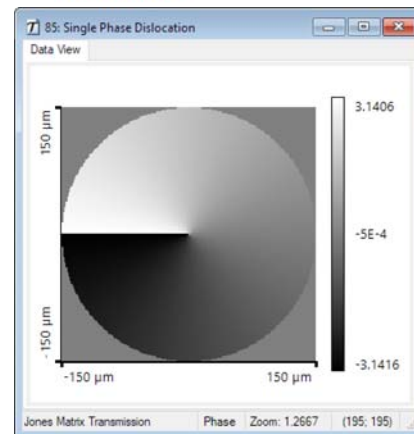 85: Single Phase Dislocation
Data View
150 µm
-150 µm
-150 µm
150 µm
3.1406
-5E-4
-3.1416
Jones Matrix Transmission
Phase
Zoom: 1.2667
(195; 195)